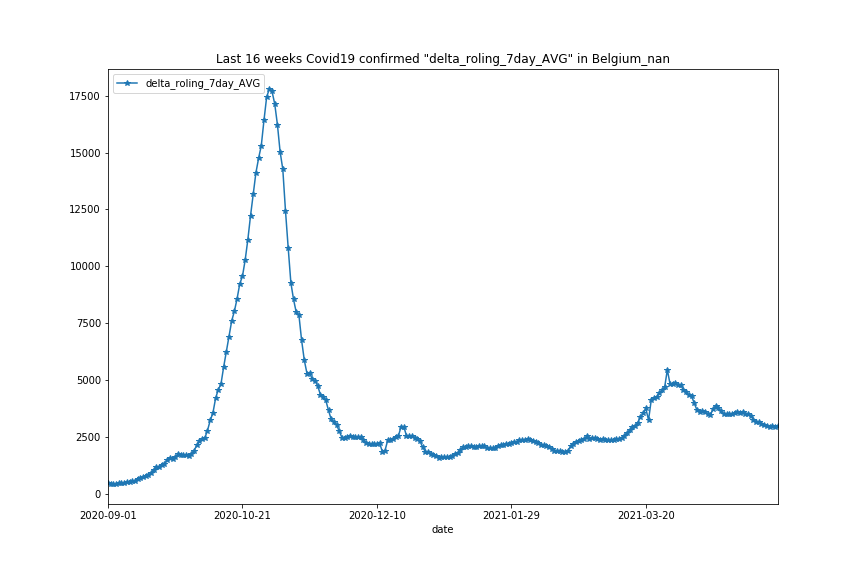 Last 16 weeks Covid19 confirmed "delta_roling_7day_AVG" in Belgium_nan
delta_roling_7day_AVG
17500
15000
12500
10000
7500
5000
2500
0
2020-09-01 2020-10-21 2020-12-10 2021-01-29 2021-03-20
date